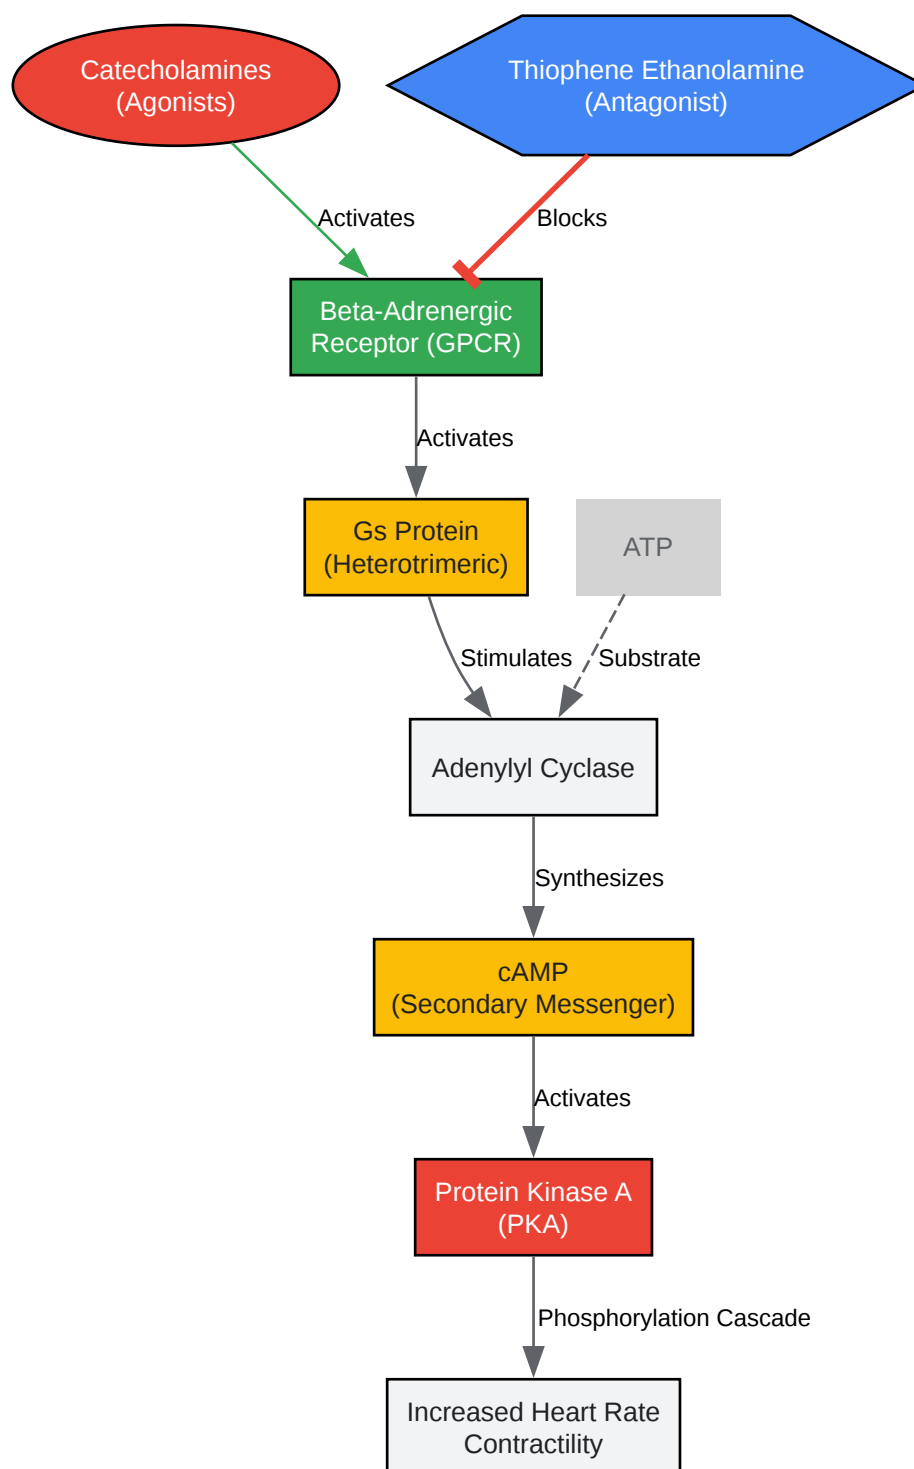 Catecholamines
(Agonists)
Thiophene Ethanolamine
(Antagonist)
Activates
Blocks
Beta-Adrenergic
Receptor (GPCR)
Activates
Gs Protein
(Heterotrimeric)
ATP
Stimulates
Substrate
Adenylyl Cyclase
Synthesizes
cAMP
(Secondary Messenger)
Activates
Protein Kinase A
(PKA)
Phosphorylation Cascade
Increased Heart Rate
Contractility